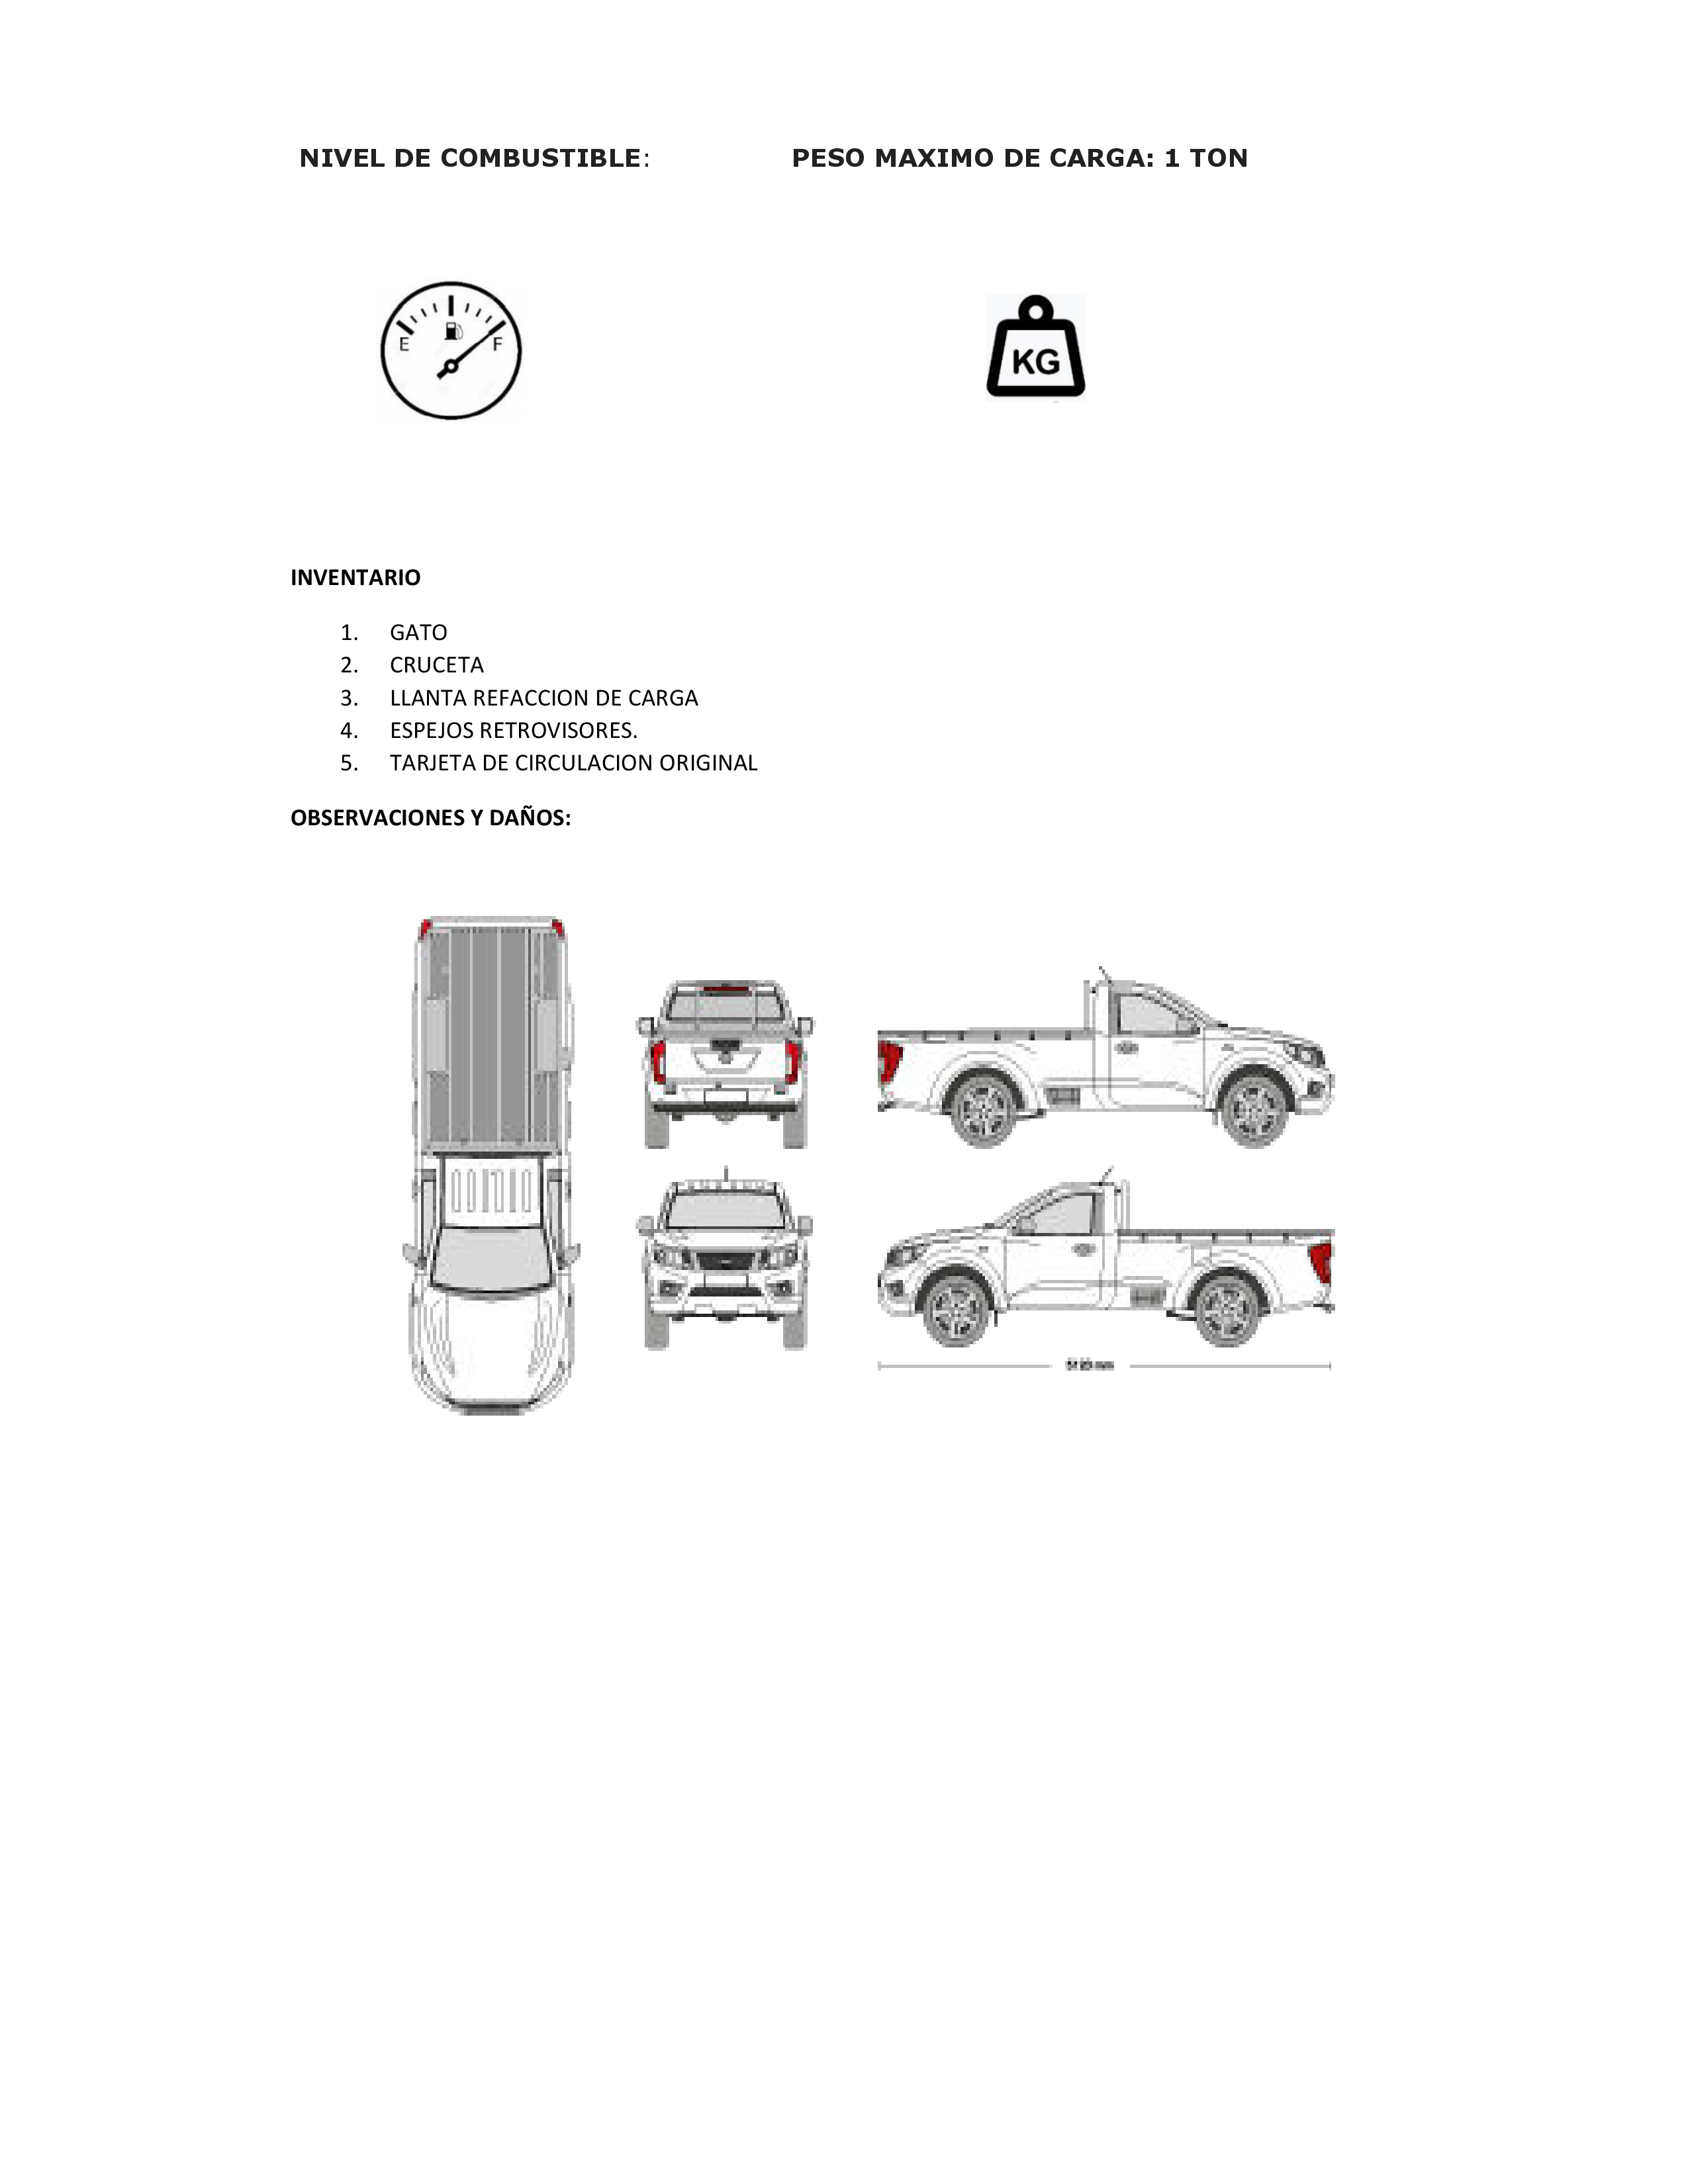 NIVEL DE COMBUSTIBLE: PESO MAXIMO DE CARGA: 1 TON
E F
KG
INVENTARIO
1. GATO
2. CRUCETA
3. LLANTA REFACCION DE CARGA
4. ESPEJOS RETROVISORES.
5. TARJETA DE CIRCULACION ORIGINAL
OBSERVACIONES Y DAÑOS: